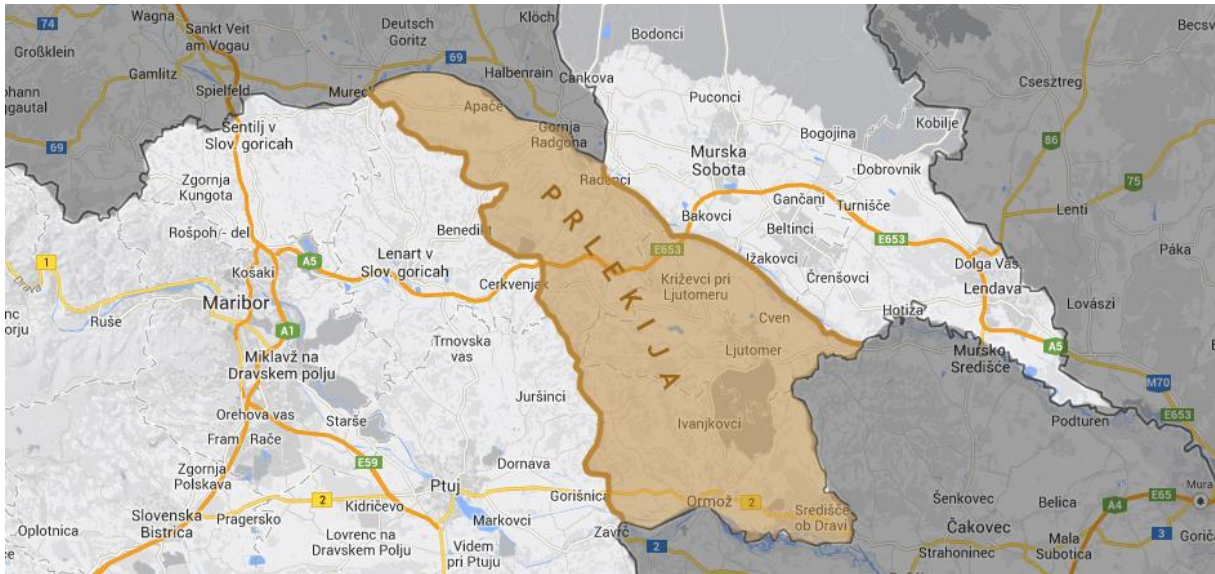 Wagna
74
Sankt Veit
am Vogau
Großklein
Gamlitz
Spielfeld
69
Deutsch
Goritz
Klöch
69
Halbenrain
Bodonci
Cankova
Csesztreg
Puconci
Kobilje
86
Apače
Gornja
Radgona
Bogojina
Šentilj v
Slov. goricah
Murska
Sobota
Dobrovnik
75
Zgornja
Kungota
Radenci
PRLEKIJA
Gančani
Turnišče
Bakovci
Lenti
Rošpoh - del
Benedikt
Beltinci
E653
E653
Páka
1
Drava
Košaki
A5
Lenart v
Slov. goricah
Ižakovci
Črenšovci
Dolga Vas
Cerkvenjak
Križevci pri
Ljutomeru
Lendava
Maribor
Ruše
Hotiza
Lovászi
Cven
A1
Trnovska
vas
Ljutomer
Mursko
Središče
A5
Miklavž na
Dravskem polju
M70
Juršinci
E653
Orehova vas
Starše
Ivanjkovci
Podturen
Fram
Rače
Zgornja
Polskava
E59
Dornava
Ptuj
Gorišnica
Mura
2
Kidričevo
Ormož
2
Šenkovec
Belica
A4
E65
Slovenska
Bistrica
Pragersko
Markovci
Središče
ob Dravi
Oplotnica
Lovrenc na
Dravskem Polju
Zavrč
Čakovec
Videm
pri Ptuju
2
Strahoninec
Mala
Subotica
3